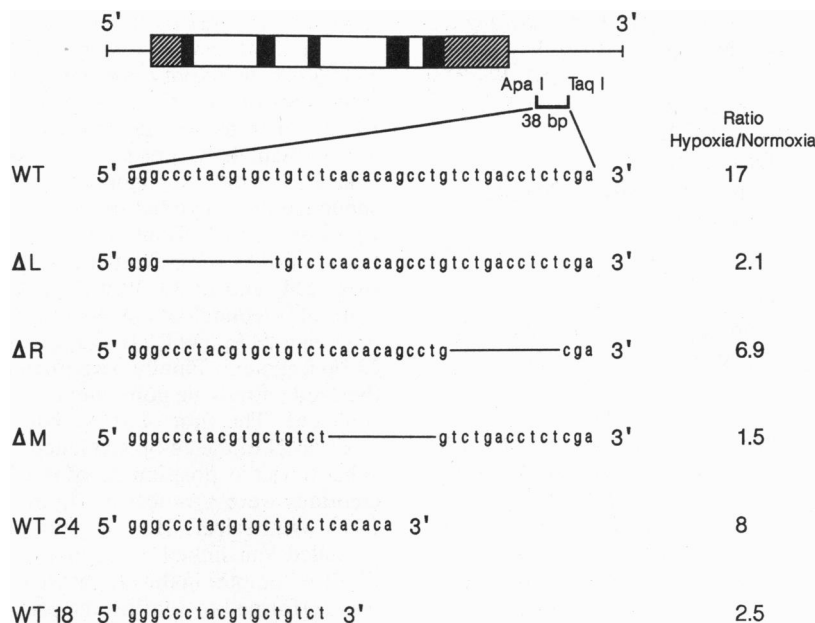 5' 3'
Apa I Taq I
38 bp
Ratio
Hypoxia/Normoxia
WT 5' gggccctacgtgctgtctcacacagcctgtctgacctctcga 3' 17
ΔL 5' ggg————tgtctcacacagcctgtctgacctctcga 3' 2.1
ΔR 5' gggccctacgtgctgtctcacacagcctg————cga 3' 6.9
ΔM 5' gggccctacgtgctgtct————gtctgacctctcga 3' 1.5
WT 24 5' gggccctacgtgctgtctcacaca 3' 8
WT 18 5' gggccctacgtgctgtct 3' 2.5